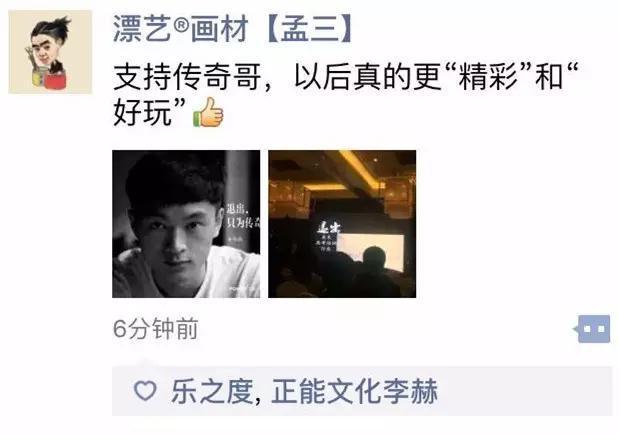 漂艺®画材【孟三】
支持传奇哥，以后真的更“精彩”和“
好玩”
退出，
只为传奇
退出
6分钟前
乐之度, 正能文化李赫